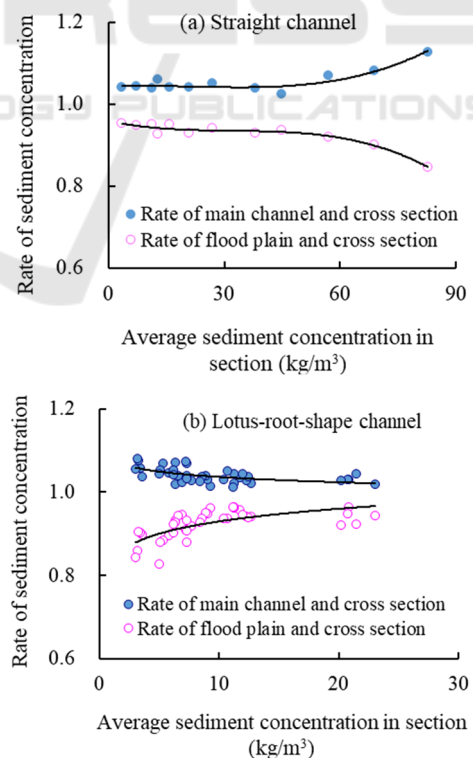 1.2
(a) Straight channel
1.0
0.8
Rate of main channel and cross section
Rate of flood plain and cross section
0.6
0 30 60 90
Rate of sediment concentration
Average sediment concentration in
section (kg/m³)
1.2
(b) Lotus-root-shape channel
1.0
0.8
Rate of main channel and cross section
Rate of flood plain and cross section
0.6
0 10 20 30
Rate of sediment concentration
Average sediment concentration in section
(kg/m³)
PUBLICATIONS